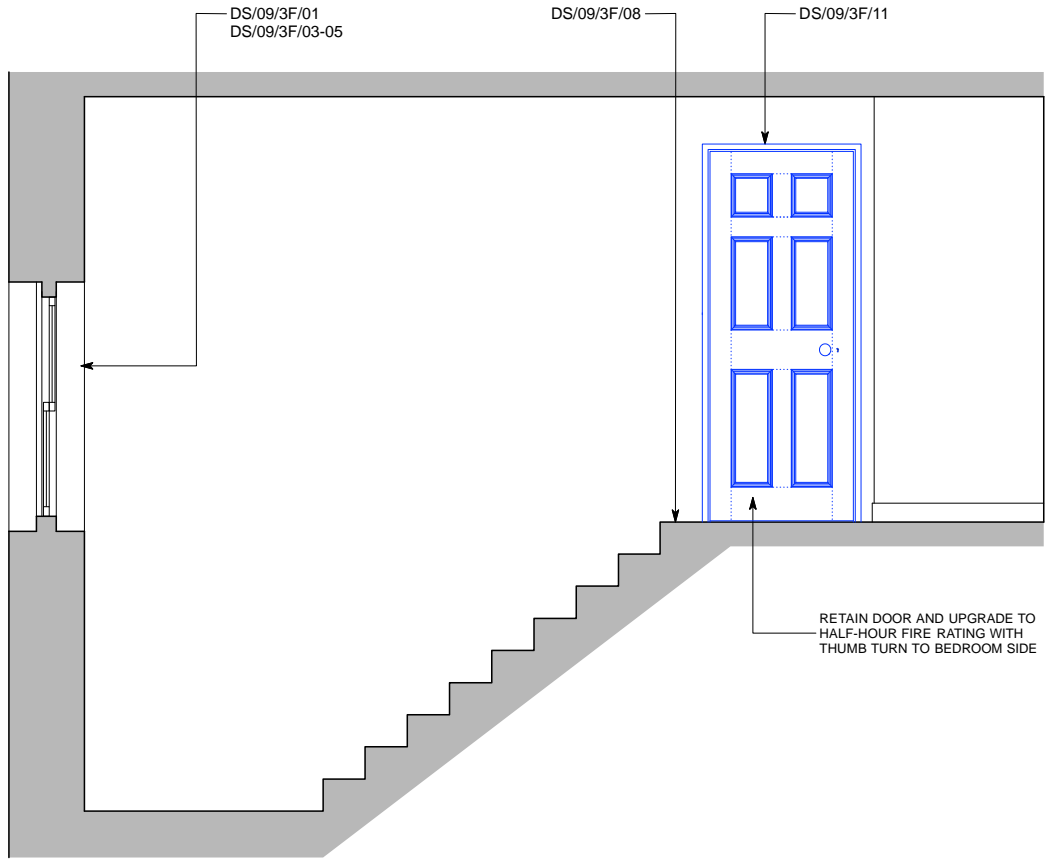 DS/09/3F/01
DS/09/3F/03-05
DS/09/3F/08
DS/09/3F/11
RETAIN DOOR AND UPGRADE TO
HALF-HOUR FIRE RATING WITH
THUMB TURN TO BEDROOM SIDE